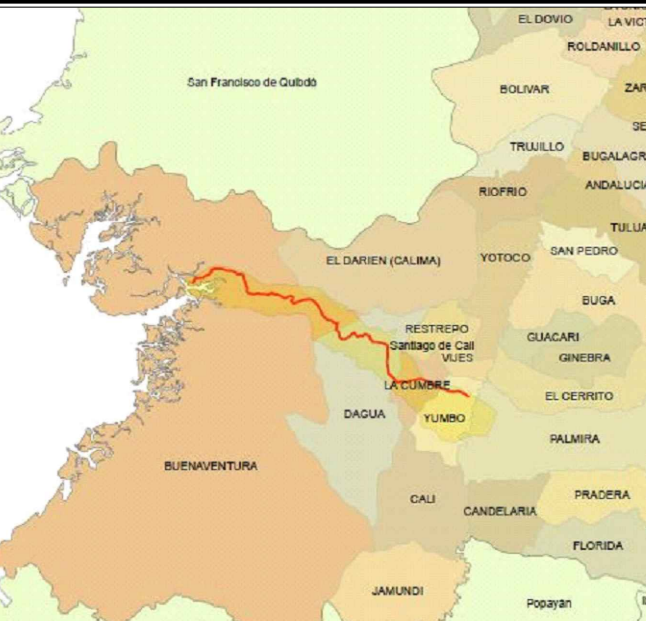 EL DOVIO
LA VICT
ROLDANILLO
San Francisco de Quibdó
BOLIVAR
ZAR
SE
TRUJILLO
BUGALAGR
RIOFRIO
ANDALUCIA
TULUA
SAN PEDRO
EL DARIEN (CALIMA)
YOTOCO
BUGA
RESTREPO
GUACARI
Santiago de Cali
VIJES
GINEBRA
LA CUMBRE
EL CERRITO
DAGUA
YUMBO
PALMIRA
BUENAVENTURA
CALI
PRADERA
CANDELARIA
FLORIDA
JAMUNDI
Popayán